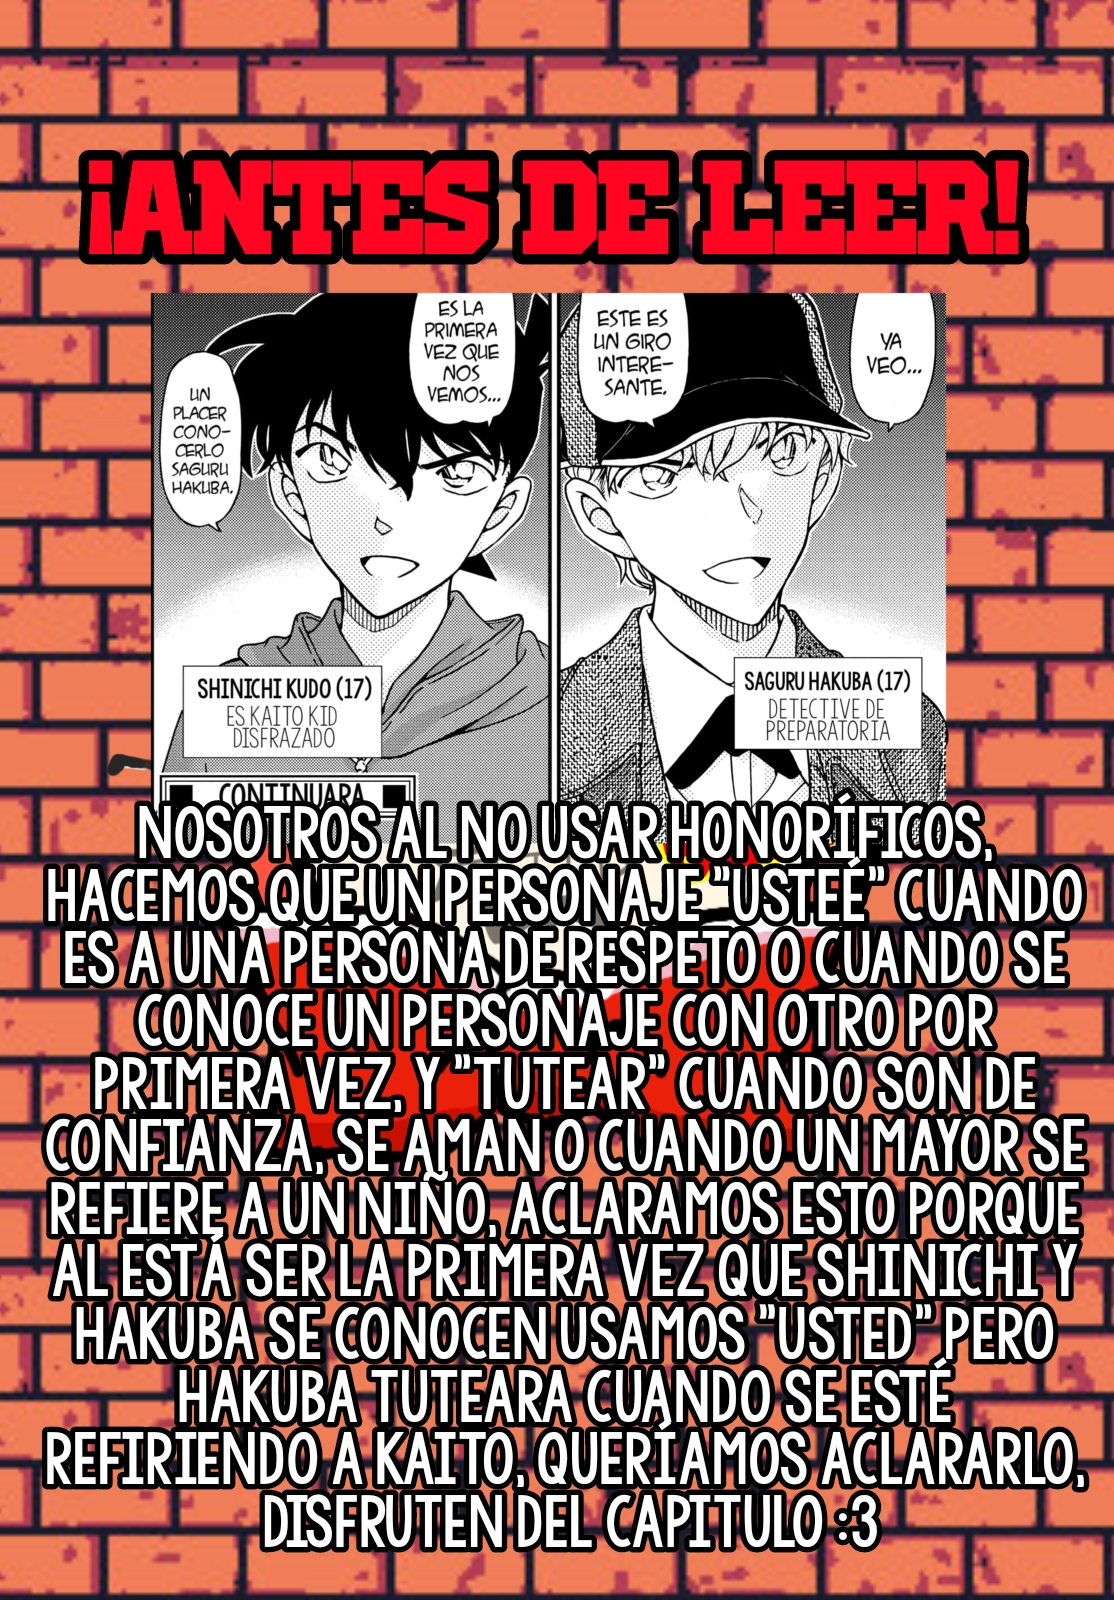 ¡ANTES DE LEER!
YA
VEO...
ESTE ES
UN GIRO
INTERE-
SANTE.
ES LA
PRIMERA
VEZ QUE
NOS
VEMOS...
UN
PLACER
CONO-
CERLO
SAGURU
HAKUBA.
SHINICHI KUDO (17)
ES KAITO KID
DISFRAZADO
SAGURU HAKUBA (17)
DETECTIVE DE
PREPARATORIA
CONTINUARA
NOSOTROS AL NO USAR HONORÍFICOS,
HACEMOS QUE UN PERSONAJE "USTEÉ" CUANDO
ES A UNA PERSONA DE RESPETO O CUANDO SE
CONOCE UN PERSONAJE CON OTRO POR
PRIMERA VEZ, Y "TUTEAR" CUANDO SON DE
CONFIANZA, SE AMAN O CUANDO UN MAYOR SE
REFIERE A UN NIÑO, ACLARAMOS ESTO PORQUE
AL ESTÁ SER LA PRIMERA VEZ QUE SHINICHI Y
HAKUBA SE CONOCEN USAMOS "USTED" PERO
HAKUBA TUTEARA CUANDO SE ESTÉ
REFIRIENDO A KAITO, QUERÍAMOS ACLARARLO,
DISFRUTEN DEL CAPITULO :3